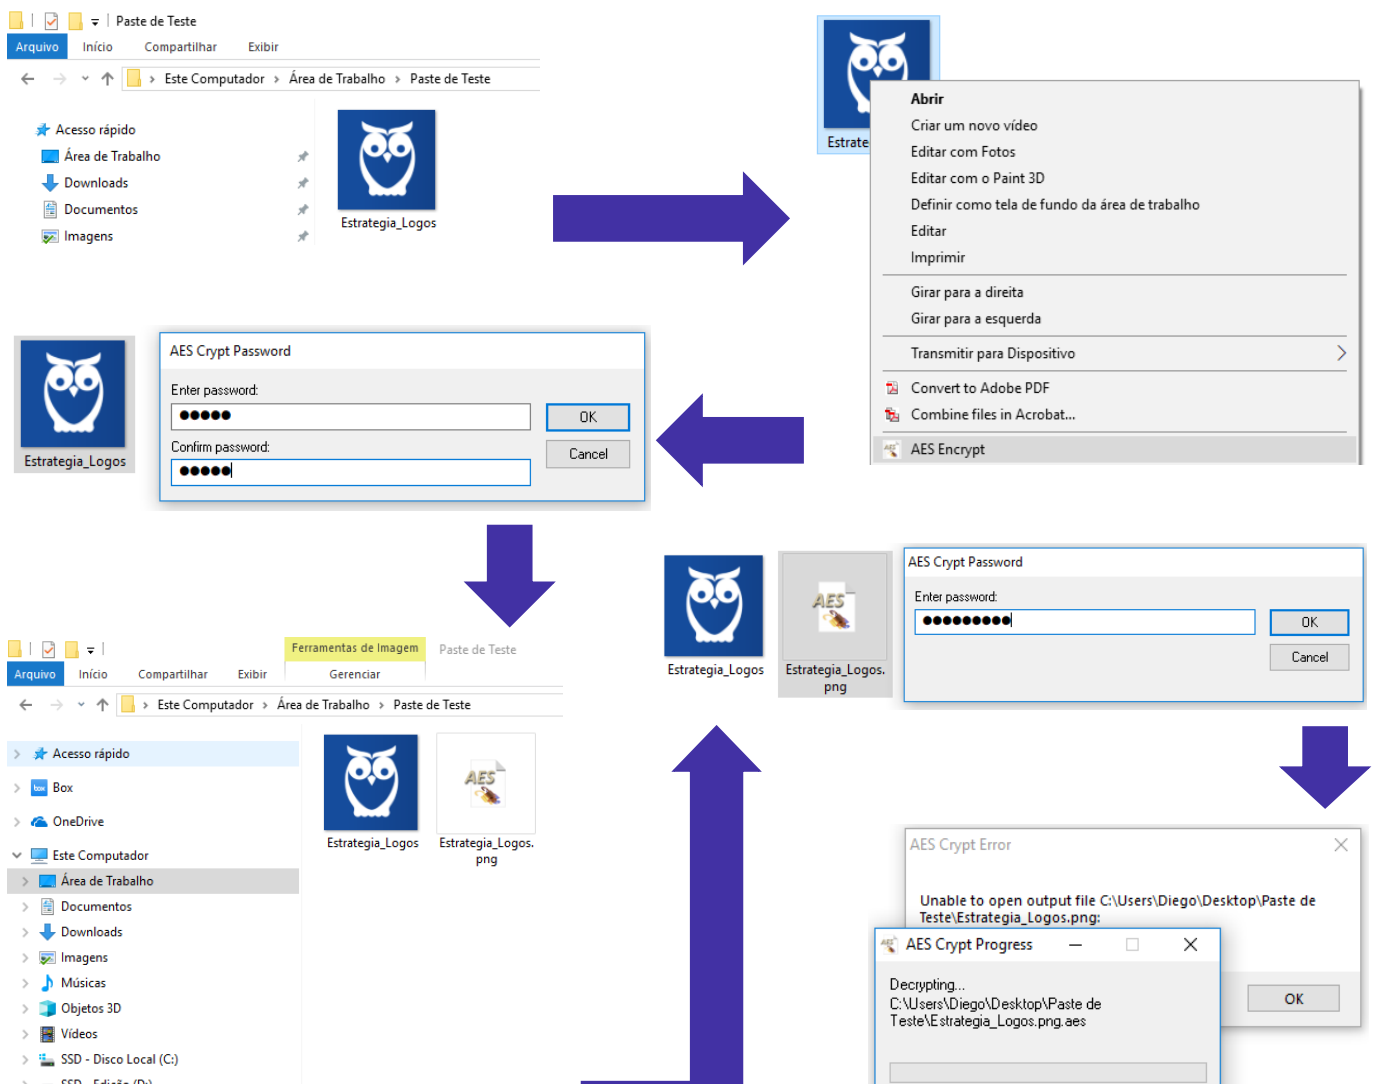 Paste de Teste
Arquivo Início Compartilhar Exibir
Este Computador > Área de Trabalho > Paste de Teste
Acesso rápido
Área de Trabalho
Downloads
Documentos
Imagens
Estrategia_Logos
Estrate
Abrir
Criar um novo vídeo
Editar com Fotos
Editar com o Paint 3D
Definir como tela de fundo da área de trabalho
Editar
Imprimir
Girar para a direita
Girar para a esquerda
Transmitir para Dispositivo
Convert to Adobe PDF
Combine files in Acrobat...
AES Encrypt
Estrategia_Logos
AES Crypt Password
Enter password:
●●●●●
Confirm password:
●●●●●
OK
Cancel
Ferramentas de Imagem Paste de Teste
Arquivo Início Compartilhar Exibir Gerenciar
Este Computador > Área de Trabalho > Paste de Teste
Acesso rápido
box Box
OneDrive
Este Computador
Área de Trabalho
Documentos
Downloads
Imagens
Músicas
Objetos 3D
Vídeos
SSD - Disco Local (C:)
SSD - Edição (D:)
Estrategia_Logos
AES
Estrategia_Logos.
png
Estrategia_Logos
AES
Estrategia_Logos.
png
AES Crypt Password
Enter password:
●●●●●●●●●
OK
Cancel
AES Crypt Error
Unable to open output file C:\Users\Diego\Desktop\Paste de
Teste\Estrategia_Logos.png:
OK
AES Crypt Progress
Decrypting...
C:\Users\Diego\Desktop\Paste de
Teste\Estrategia_Logos.png.aes